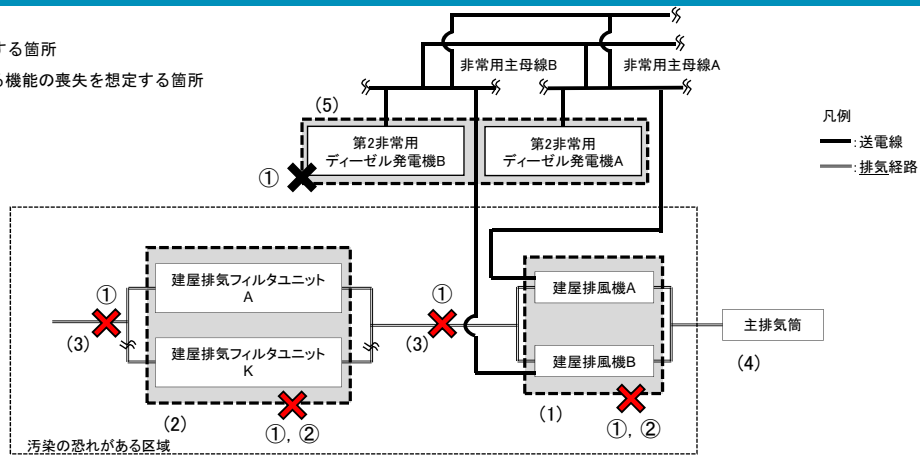 する箇所
る機能の喪失を想定する箇所
非常用主母線B
非常用主母線A
(5)
第2非常用
ディーゼル発電機B
第2非常用
ディーゼル発電機A
①
凡例
:送電線
:排気経路
建屋排気フィルタユニット
A
建屋排気フィルタユニット
K
①
(3)
①
(3)
(2)
①, ②
建屋排風機A
建屋排風機B
(1)
①, ②
主排気筒
(4)
汚染の恐れがある区域